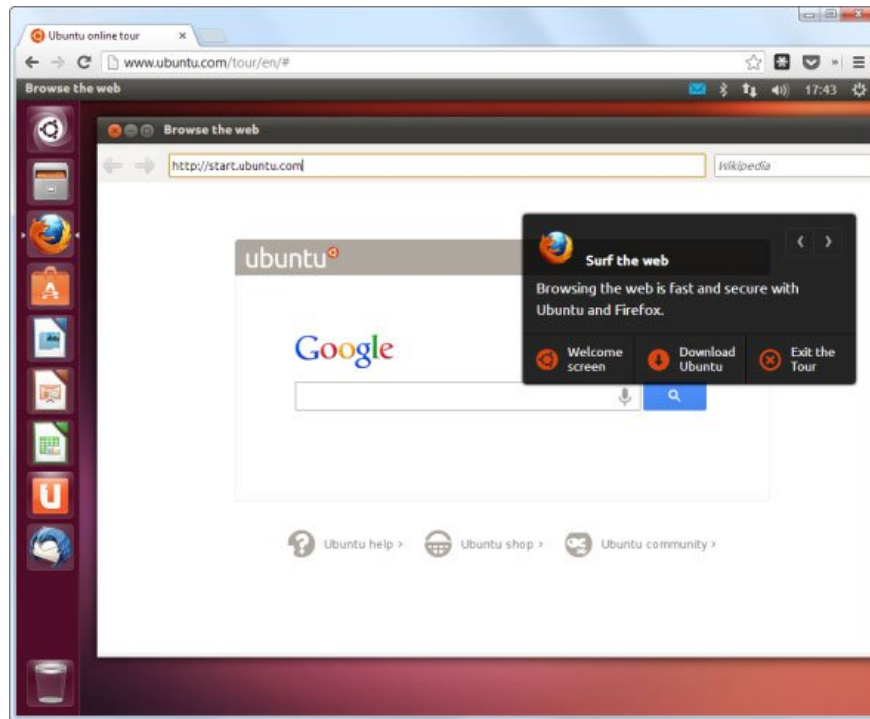 Ubuntu online tour
www.ubuntu.com/tour/en/#
Browse the web
17:43
Browse the web
http://start.ubuntu.com
Wikipedia
ubuntu
Surf the web
Browsing the web is fast and secure with
Ubuntu and Firefox.
Welcome
screen
Download
Ubuntu
Exit the
Tour
Google
Ubuntu help >
Ubuntu shop >
Ubuntu community >